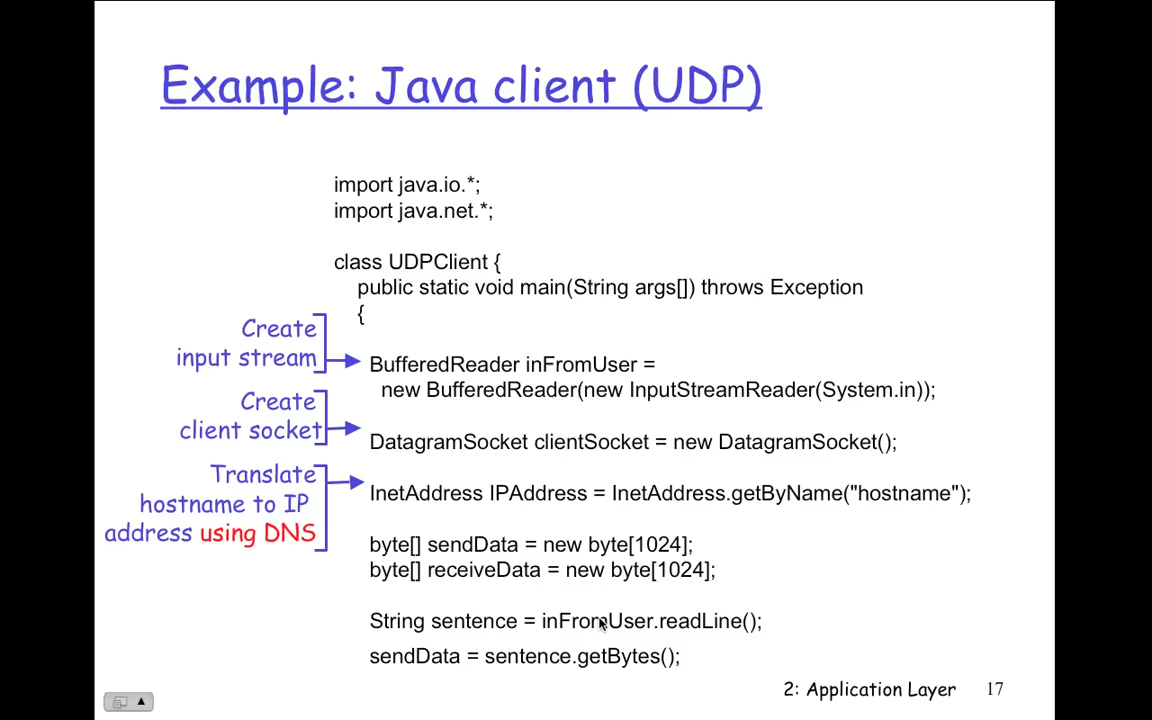 Example: Java client (UDP)
import java.io.*;
import java.net.*;
class UDPClient {
public static void main(String args[]) throws Exception
{
Create
input stream
BufferedReader inFromUser =
new BufferedReader(new InputStreamReader(System.in));
Create
client socket
DatagramSocket clientSocket = new DatagramSocket();
Translate
hostname to IP
address using DNS
InetAddress IPAddress = InetAddress.getByName("hostname");
byte[] sendData = new byte[1024];
byte[] receiveData = new byte[1024];
String sentence = inFromUser.readLine();
sendData = sentence.getBytes();
2: Application Layer 17